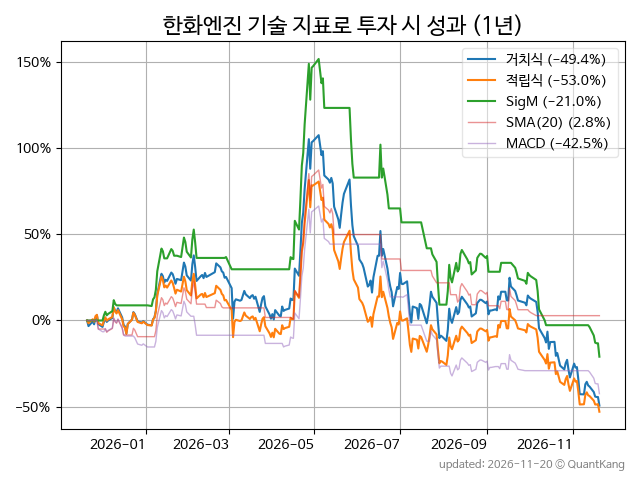 한화엔진 기술 지표로 투자 시 성과 (1년)
150%
100%
50%
0%
−50%
거치식 (−49.4%)
적립식 (−53.0%)
SigM (−21.0%)
SMA(20) (2.8%)
MACD (−42.5%)
2026-01
2026-03
2026-05
2026-07
2026-09
2026-11
updated: 2026-11-20 © QuantKang